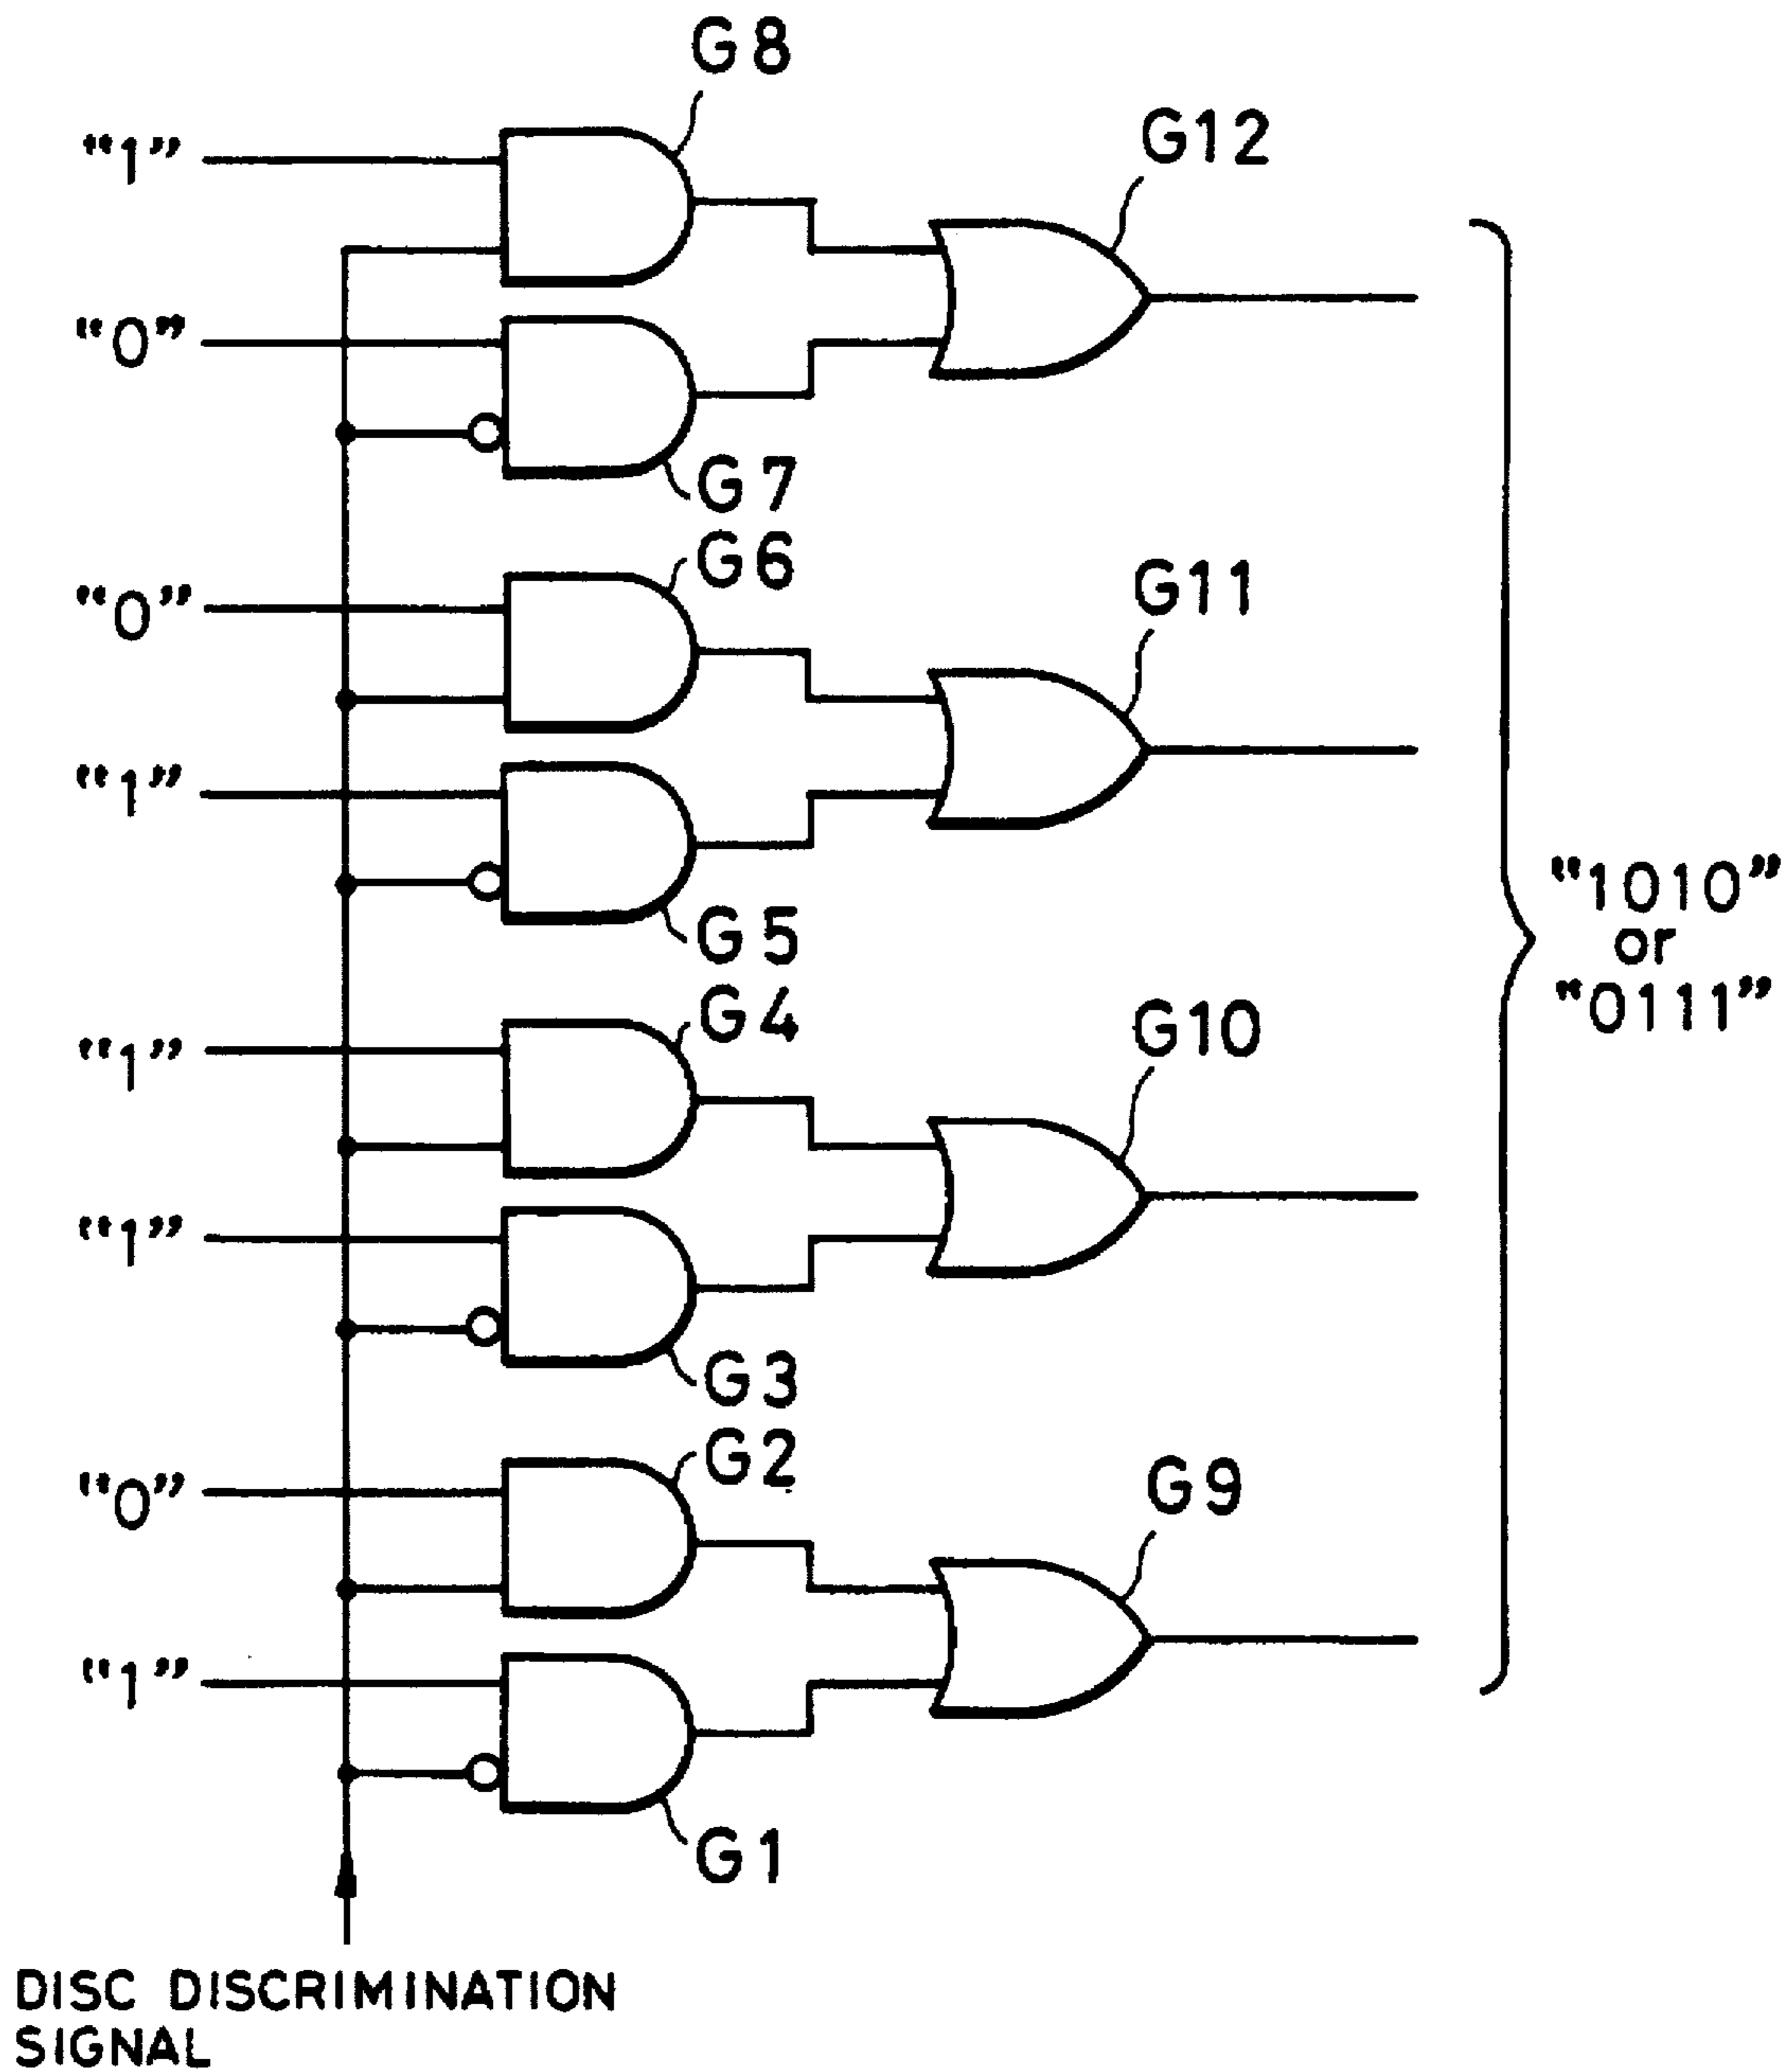 G8
"1"
G12
"0"
G7
G6
"0"
G11
"1"
G5
"1010"
or
"0111"
G4
"1"
G10
"1"
G3
G2
"0"
G9
"1"
G1
DISC DISCRIMINATION
SIGNAL